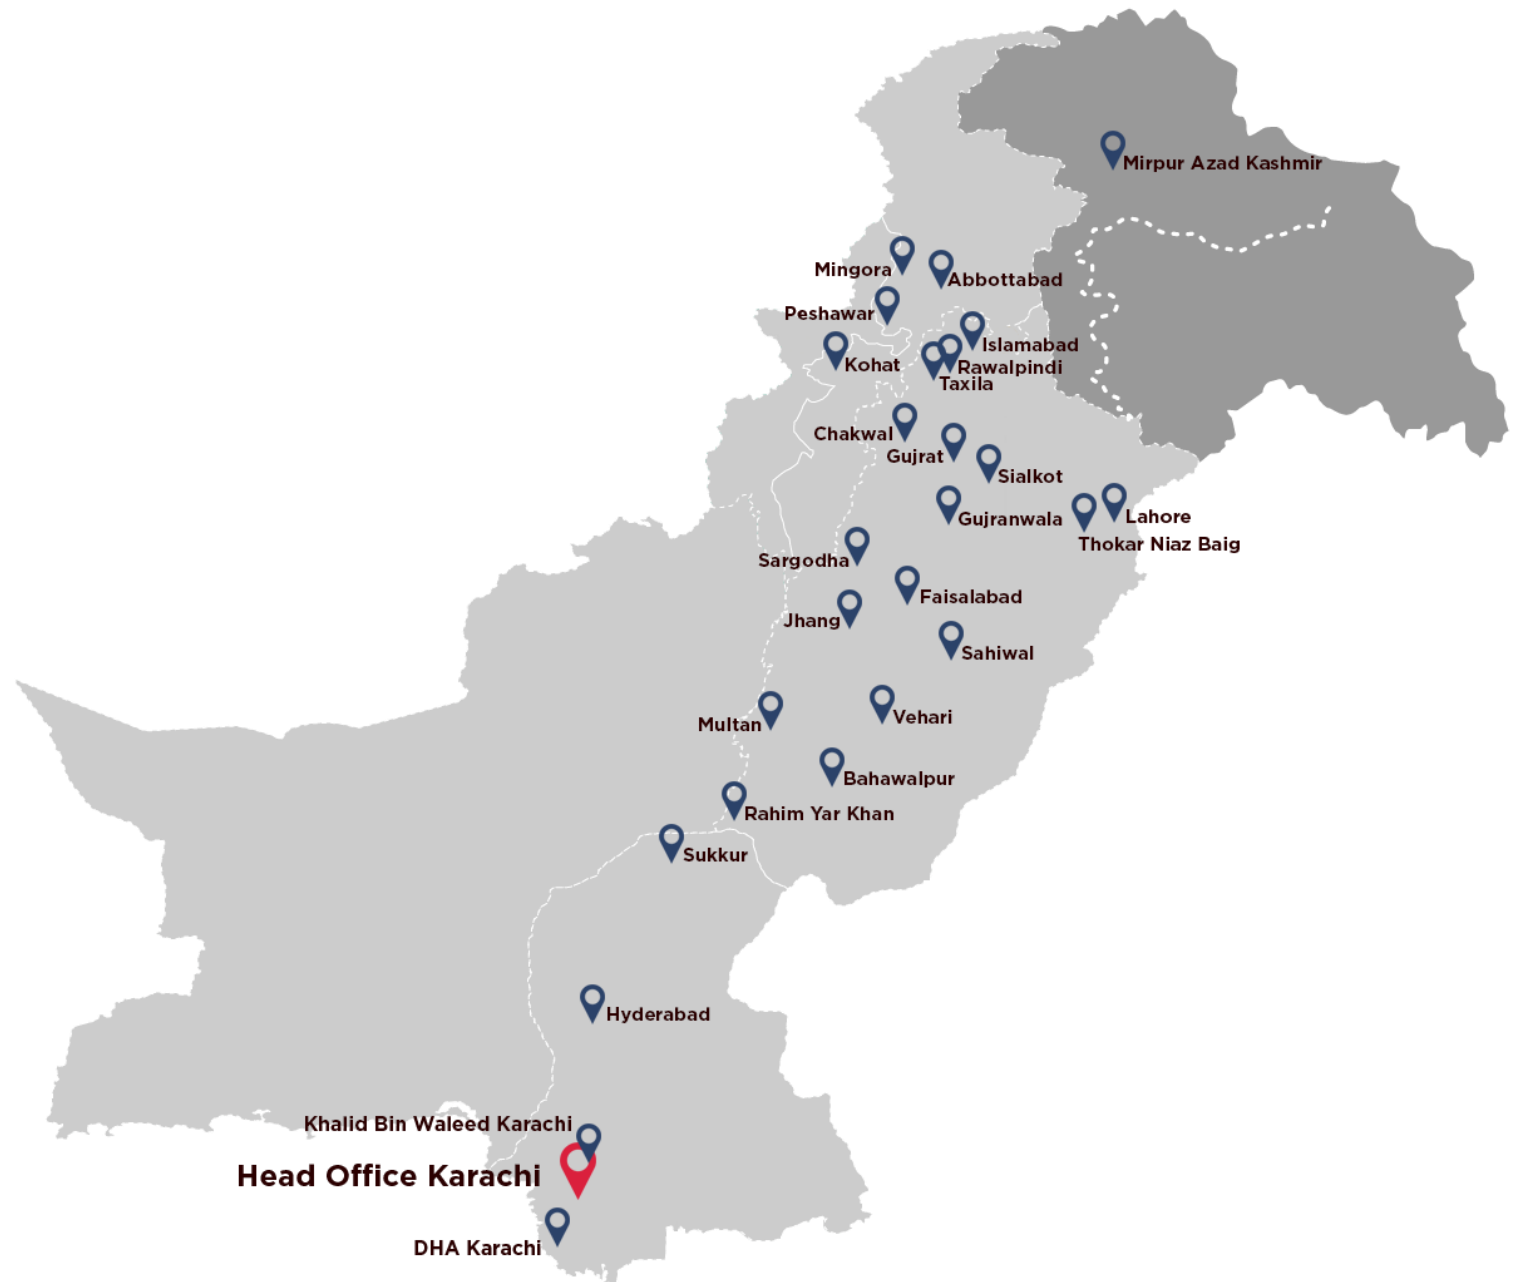 Mirpur Azad Kashmir
Mingora
Abbottabad
Peshawar
Islamabad
Kohat
Rawalpindi
Taxila
Chakwal
Gujrat
Sialkot
Lahore
Gujranwala
Thokar Niaz Baig
Sargodha
Faisalabad
Jhang
Sahiwal
Vehari
Multan
Bahawalpur
Rahim Yar Khan
Sukkur
Hyderabad
Khalid Bin Waleed Karachi
Head Office Karachi
DHA Karachi